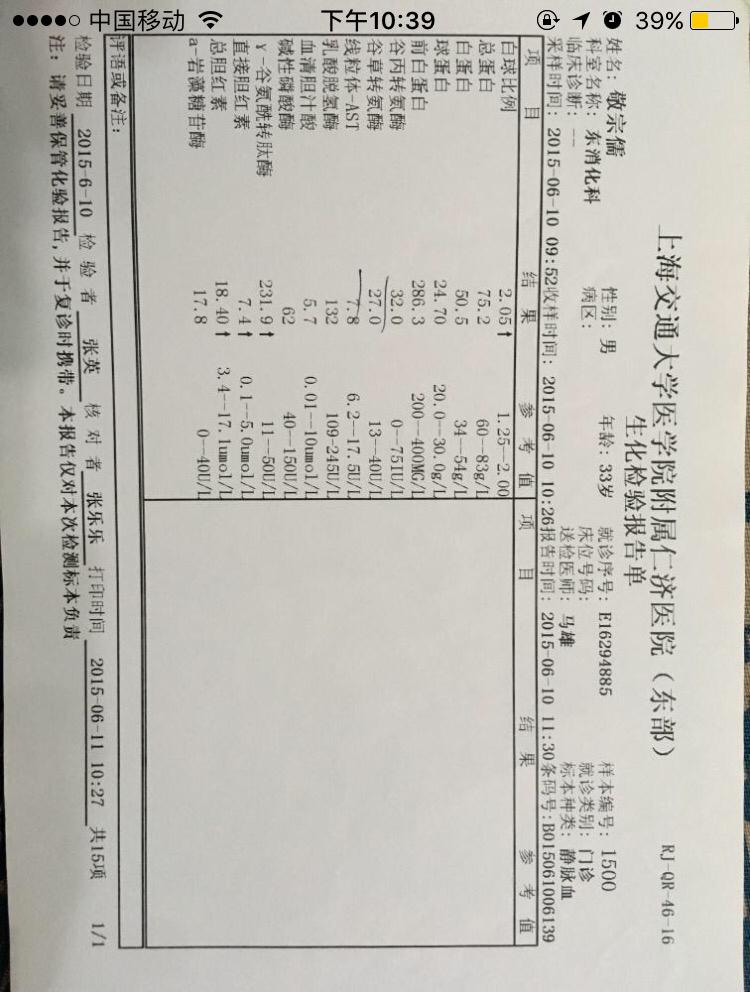 中国移动
下午10:39
39%
上海交通大学医学院附属仁济医院（东部）
生化检验报告单
RJ-QR-46-16
姓名: 敬宗儒 性别: 男 年龄: 33岁 就诊序号: E16294885 样本编号: 1500
科室名称: 东消化科 病区: 床位号码: 就诊类别: 门诊
临床诊断: -- 送检医师: 马雄 标本种类: 静脉血
采样时间: 2015-06-10 09:52收样时间: 2015-06-10 10:26报告时间: 2015-06-10 11:30条码号:B015061006139
项 目 结 果 参 考 值 项 目 结 果 参 考 值
白球比例 2.05↑ 1.25--2.00
总蛋白 75.2 60--83g/L
白蛋白 50.5 34--54g/L
球蛋白 24.70 20.0--30.0g/L
前白蛋白 286.3 200--400MG/L
谷丙转氨酶 32.0 0--75IU/L
谷草转氨酶 27.0 13--40U/L
线粒体-AST 7.8 6.2--17.5U/L
乳酸脱氢酶 132 109-245U/L
血清胆汁酸 5.7 0.01--10umol/L
碱性磷酸酶 62 40--150U/L
γ-谷氨酰转肽酶 231.9↑ 11--50U/L
直接胆红素 7.4↑ 0.1--5.0umol/L
总胆红素 18.40↑ 3.4--17.1umol/L
a-岩藻糖苷酶 17.8 0--40U/L
评语或备注:
检验日期 2015-6-10 检 验 者 张英 核 对 者 张乐乐 打印时间 2015-06-11 10:27 共15项 1/1
注: 请妥善保管化验报告, 并于复诊时携带。本报告仅对本次检测标本负责